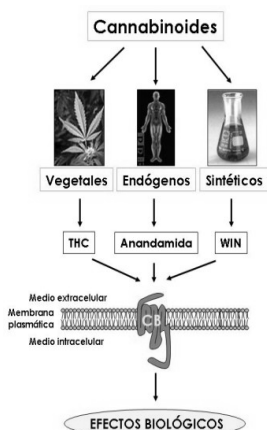 Cannabinoides
Vegetales
Endógenos
Sintéticos
THC
Anandamida
WIN
Medio extracelular
Membrana
plasmática
CB
Medio intracelular
EFECTOS BIOLÓGICOS